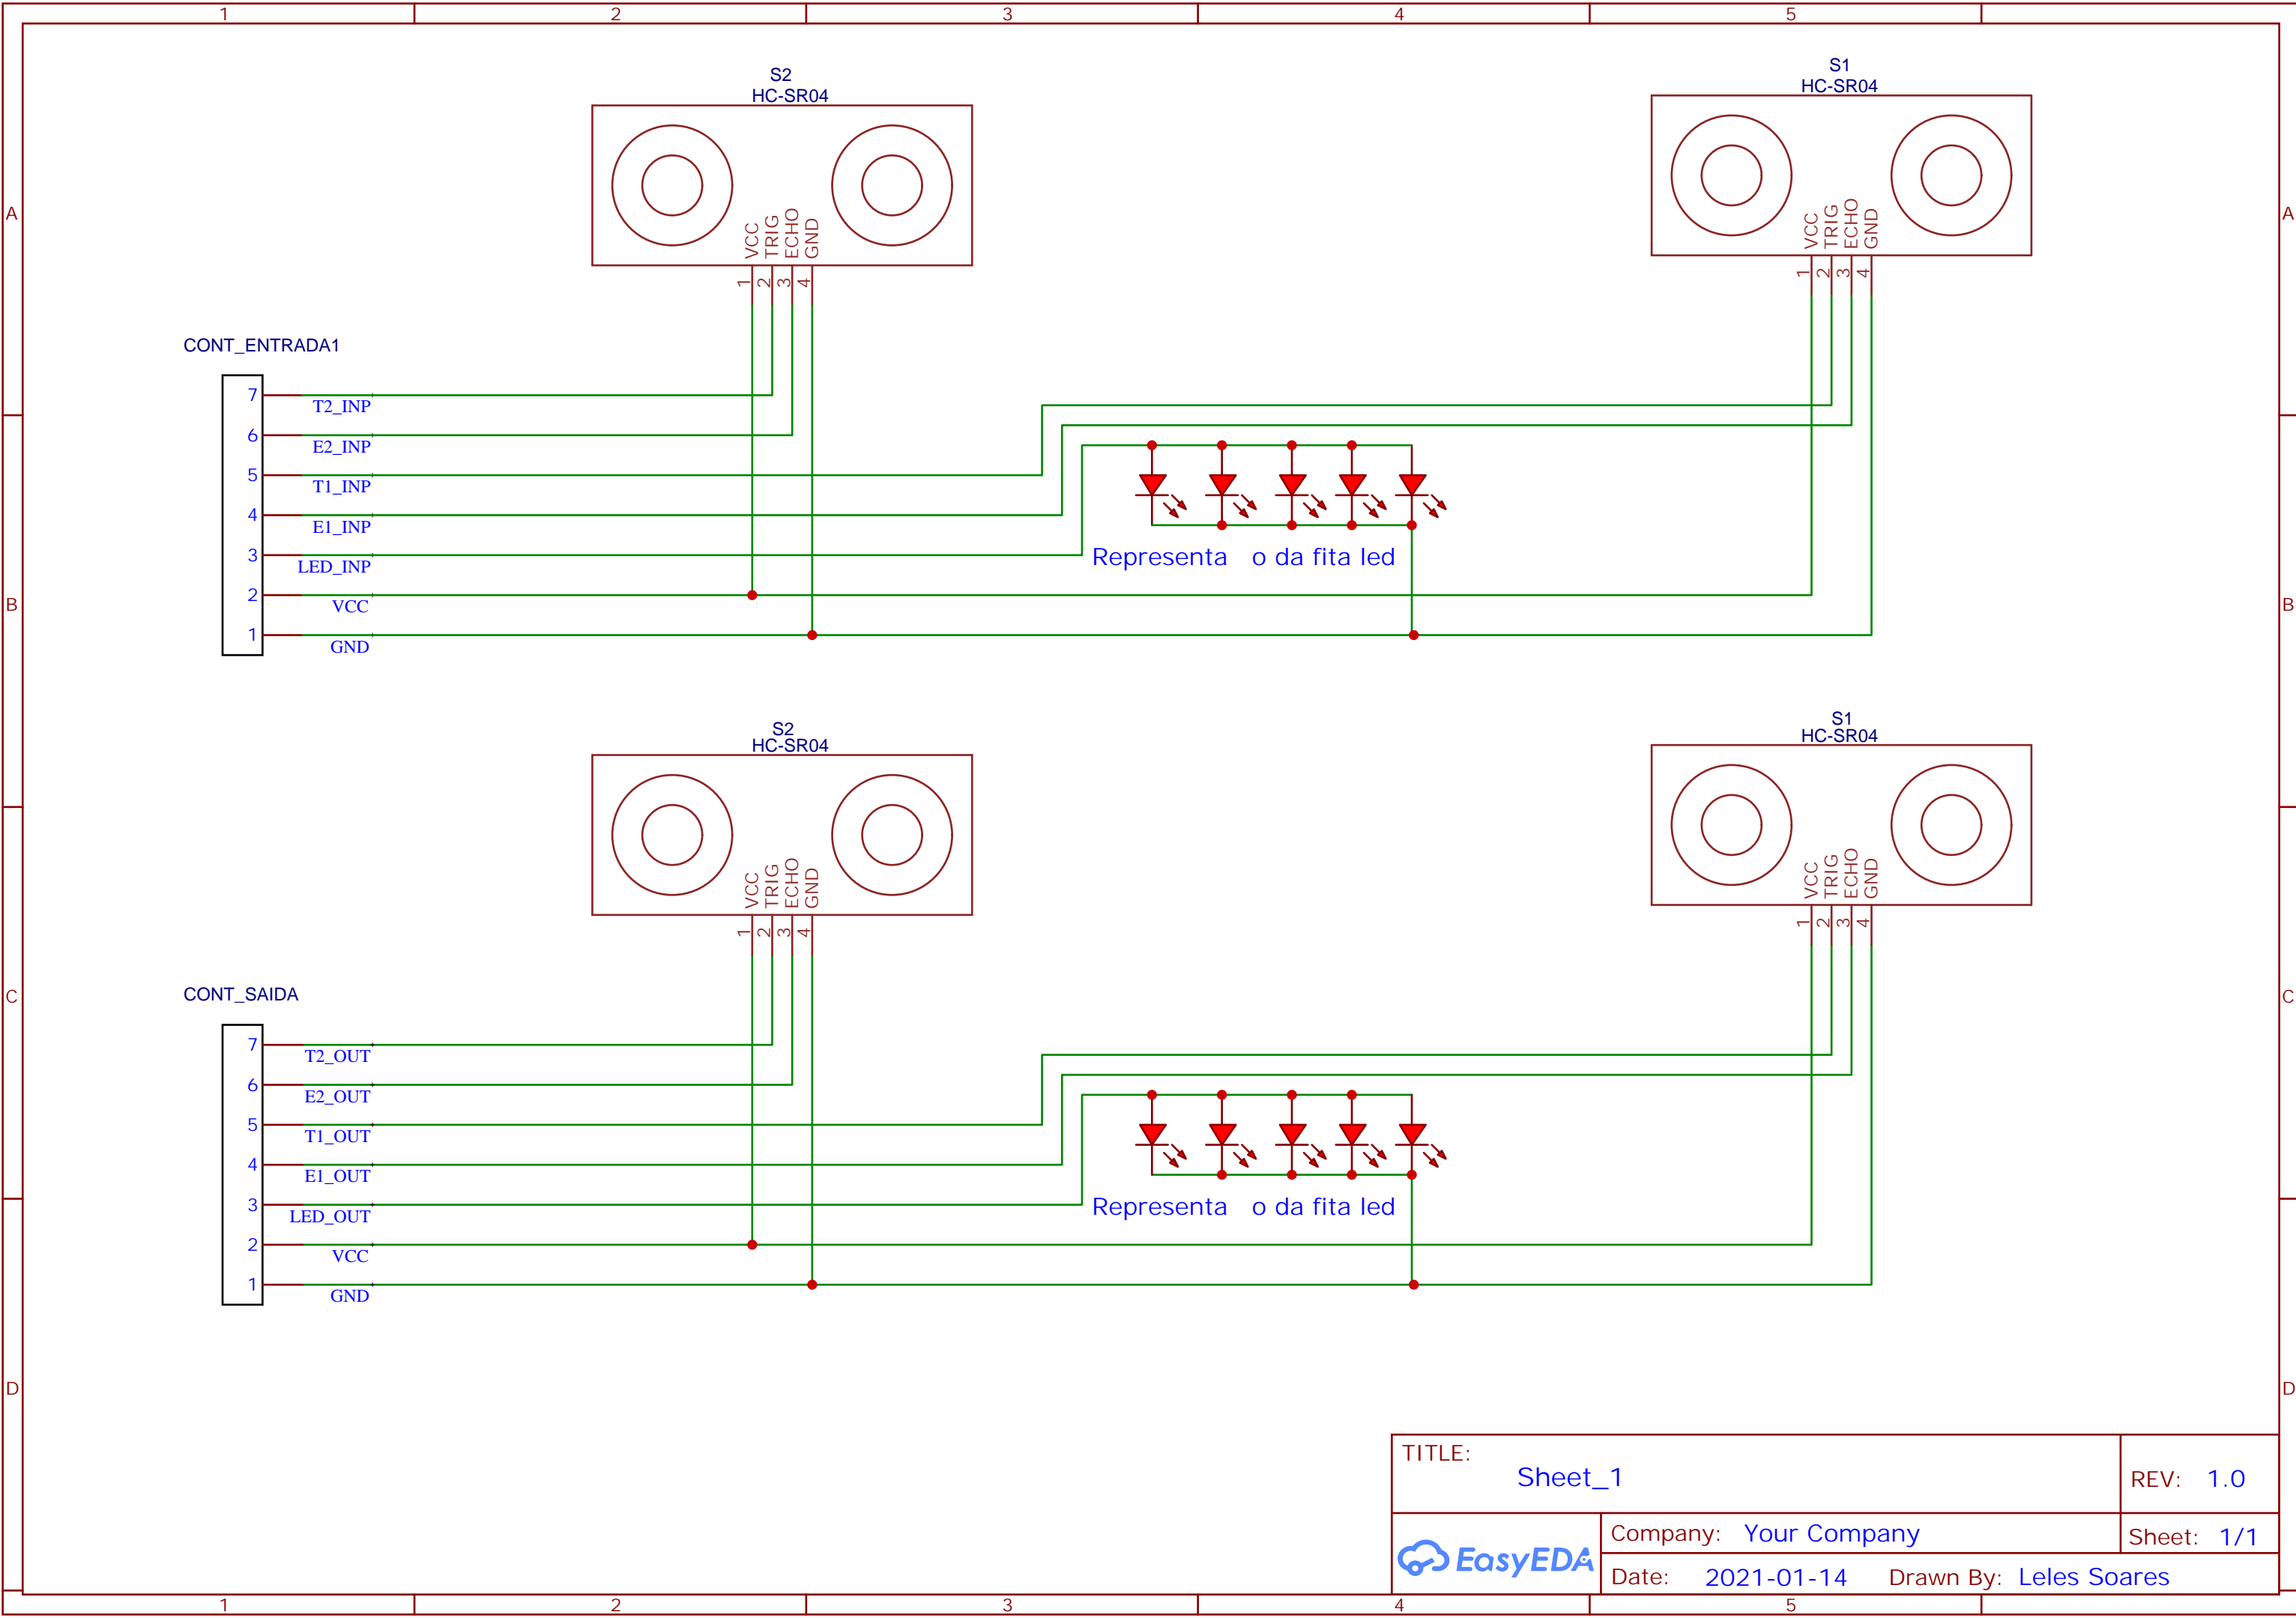 1 2 3 4 5
S2
HC-SR04
VCC
TRIG
ECHO
GND
1
2
3
4
S1
HC-SR04
VCC
TRIG
ECHO
GND
1
2
3
4
A A
CONT_ENTRADA1
7 T2_INP
6 E2_INP
5 T1_INP
4 E1_INP
3 LED_INP
2 VCC
1 GND
Representa o da fita led
B B
S2
HC-SR04
VCC
TRIG
ECHO
GND
1
2
3
4
S1
HC-SR04
VCC
TRIG
ECHO
GND
1
2
3
4
C C
CONT_SAIDA
7 T2_OUT
6 E2_OUT
5 T1_OUT
4 E1_OUT
3 LED_OUT
2 VCC
1 GND
Representa o da fita led
D D
TITLE:
Sheet_1
REV: 1.0
EasyEDA
Company: Your Company
Sheet: 1/1
Date: 2021-01-14 Drawn By: Leles Soares
1 2 3 4 5